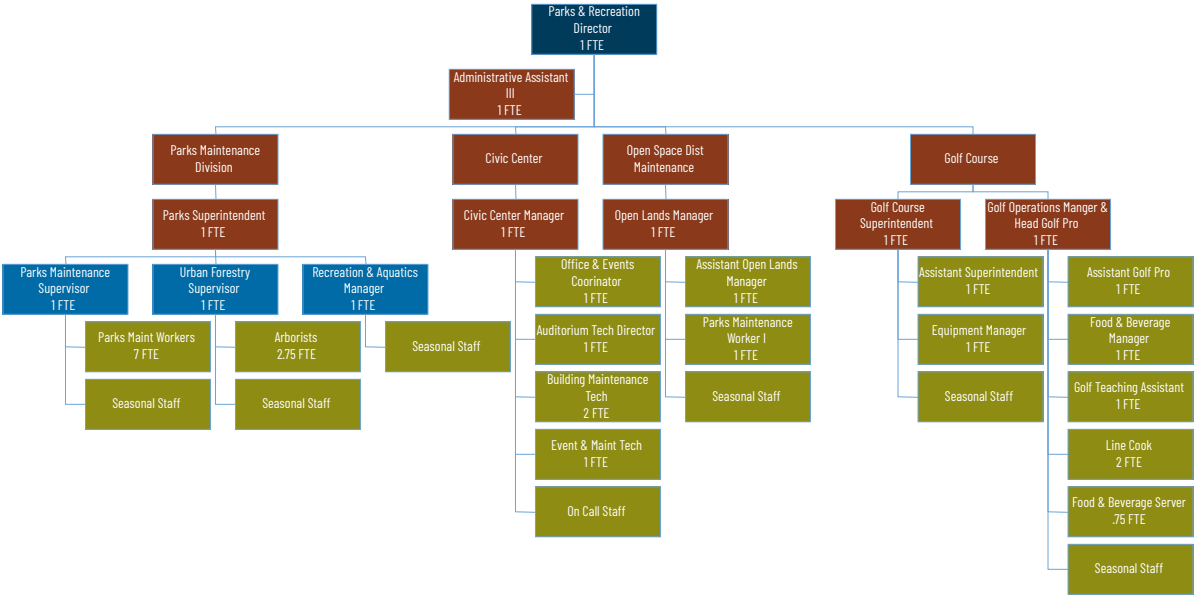 Parks & Recreation
Director
1 FTE
Administrative Assistant
III
1 FTE
Parks Maintenance
Division
Civic Center
Open Space Dist
Maintenance
Golf Course
Parks Superintendent
1 FTE
Civic Center Manager
1 FTE
Open Lands Manager
1 FTE
Golf Course
Superintendent
1 FTE
Golf Operations Manger &
Head Golf Pro
1 FTE
Parks Maintenance
Supervisor
1 FTE
Urban Forestry
Supervisor
1 FTE
Recreation & Aquatics
Manager
1 FTE
Parks Maint Workers
7 FTE
Seasonal Staff
Arborists
2.75 FTE
Seasonal Staff
Seasonal Staff
Office & Events
Coorinator
1 FTE
Auditorium Tech Director
1 FTE
Building Maintenance
Tech
2 FTE
Event & Maint Tech
1 FTE
On Call Staff
Assistant Open Lands
Manager
1 FTE
Parks Maintenance
Worker I
1 FTE
Seasonal Staff
Assistant Superintendent
1 FTE
Equipment Manager
1 FTE
Seasonal Staff
Assistant Golf Pro
1 FTE
Food & Beverage
Manager
1 FTE
Golf Teaching Assistant
1 FTE
Line Cook
2 FTE
Food & Beverage Server
.75 FTE
Seasonal Staff